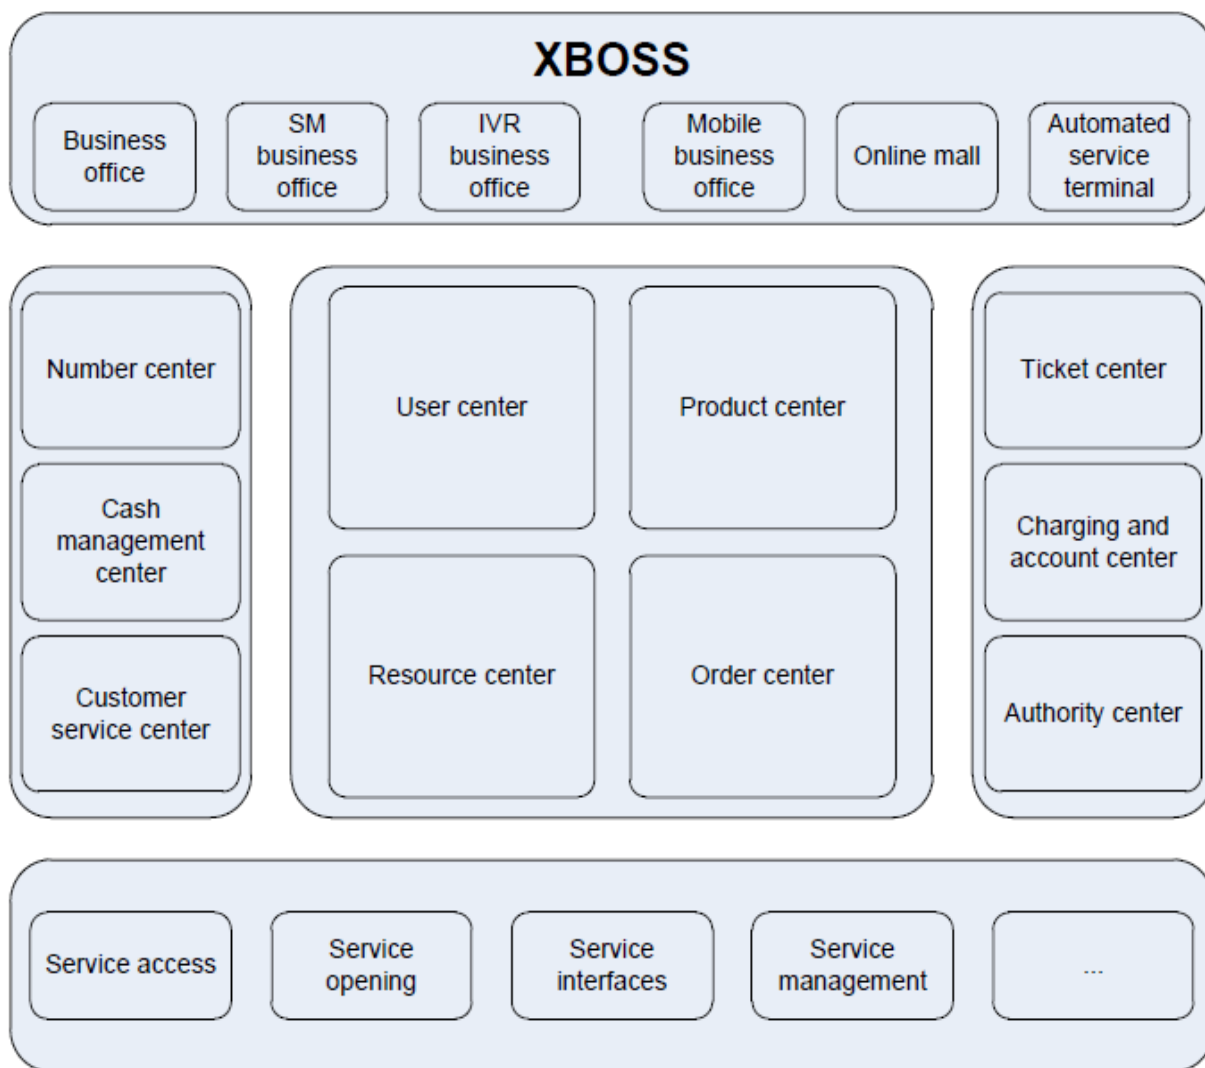 XBOSS
Business
office
SM
business
office
IVR
business
office
Mobile
business
office
Online mall
Automated
service
terminal
Number center
Cash
management
center
Customer
service center
User center
Product center
Resource center
Order center
Ticket center
Charging and
account center
Authority center
Service access
Service
opening
Service
interfaces
Service
management
...